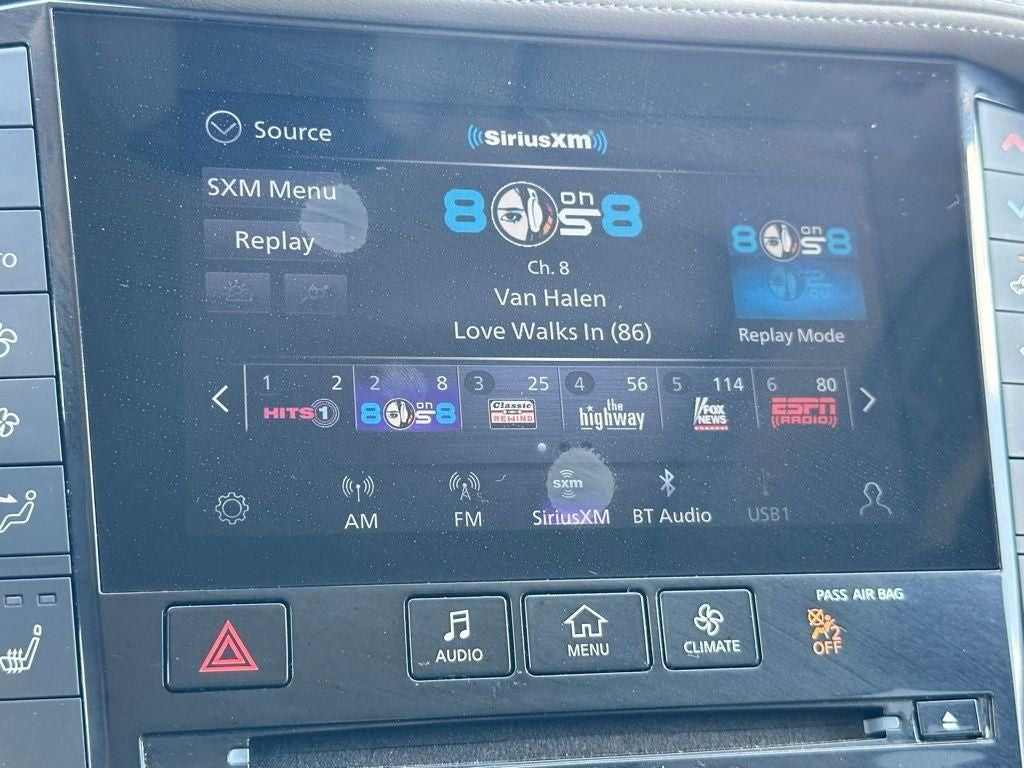 Source
SiriusXM
SXM Menu
Replay
8 on 8
Ch. 8
Van Halen
Love Walks In (86)
8 on 8
Replay Mode
1 2
HITS 1
2 8
8 on 8
3 25
Classic REWIND
4 56
the highway
5 114
FOX NEWS channel
6 80
ESPN RADIO
AM
FM
sxm
SiriusXM
BT Audio
USB1
AUDIO
MENU
CLIMATE
PASS AIR BAG
2
OFF